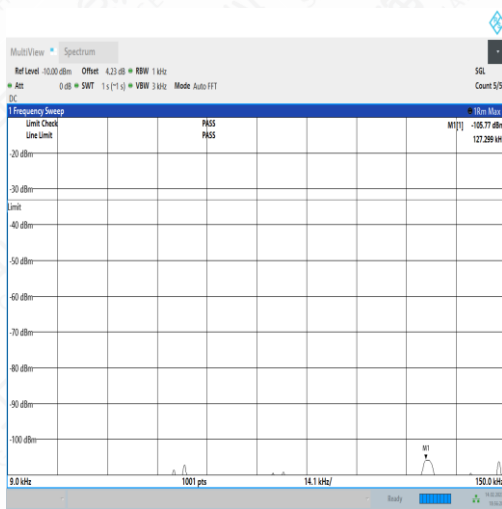 MultiView Spectrum
Ref Level -10.00 dBm Offset 4.23 dB RBW 1 kHz SGL
Att 0 dB SWT 1 s (~1 s) VBW 3 kHz Mode Auto FFT Count 5/5
DC
1 Frequency Sweep 1Rm Max
Limit Check PASS M1[1] -105.77 dBm
Line Limit PASS 127.299 kH
-20 dBm
-30 dBm
Limit
-40 dBm
-50 dBm
-60 dBm
-70 dBm
-80 dBm
-90 dBm
-100 dBm
M1
9.0 kHz 1001 pts 14.1 kHz/ 150.0 kHz
Ready